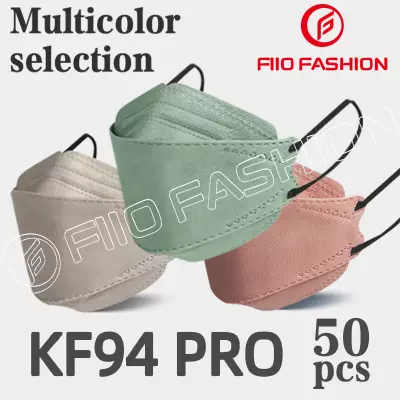 Multicolor
selection
FIIO FASHION
FIIO FASHION
KF94 PRO
50
pcs